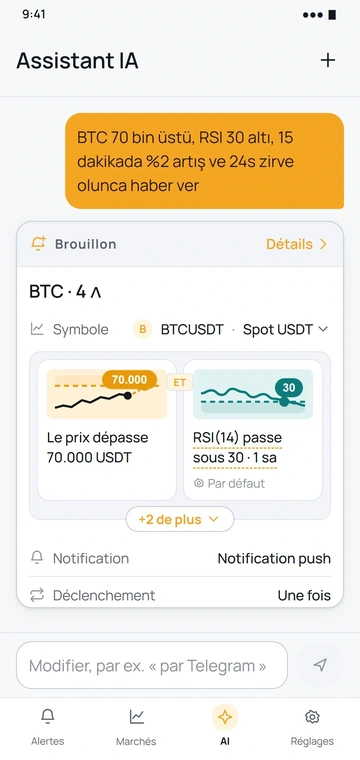 9:41
Assistant IA
BTC 70 bin üstü, RSI 30 altı, 15
dakikada %2 artış ve 24s zirve
olunca haber ver
Brouillon
Détails
BTC · 4 ∧
Symbole
B BTCUSDT · Spot USDT
70.000
ET
30
Le prix dépasse
70.000 USDT
RSI(14) passe
sous 30 · 1 sa
Par défaut
+2 de plus
Notification
Notification push
Déclenchement
Une fois
Modifier, par ex. « par Telegram »
Alertes
Marchés
AI
Réglages